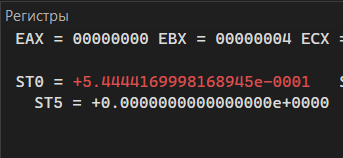 Регистры
EAX = 00000000 EBX = 00000004 ECX =
ST0 = +5.4444169998168945e-0001
ST5 = +0.0000000000000000e+0000